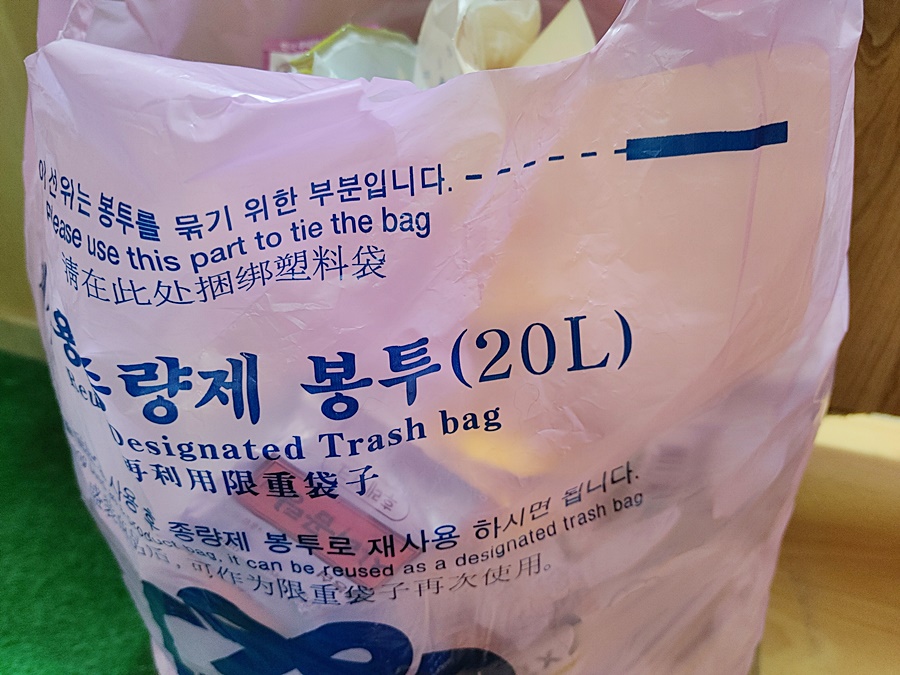 이 선 위는 봉투를 묶기 위한 부분입니다.
Please use this part to tie the bag
请在此处捆绑塑料袋
용 종량제 봉투(20L)
Designated Trash bag
再利用限重袋子
사용 후 종량제 봉투로 재사용 하시면 됩니다.
bag, it can be reused as a designated trash bag
后, 可作为限重袋子再次使用。